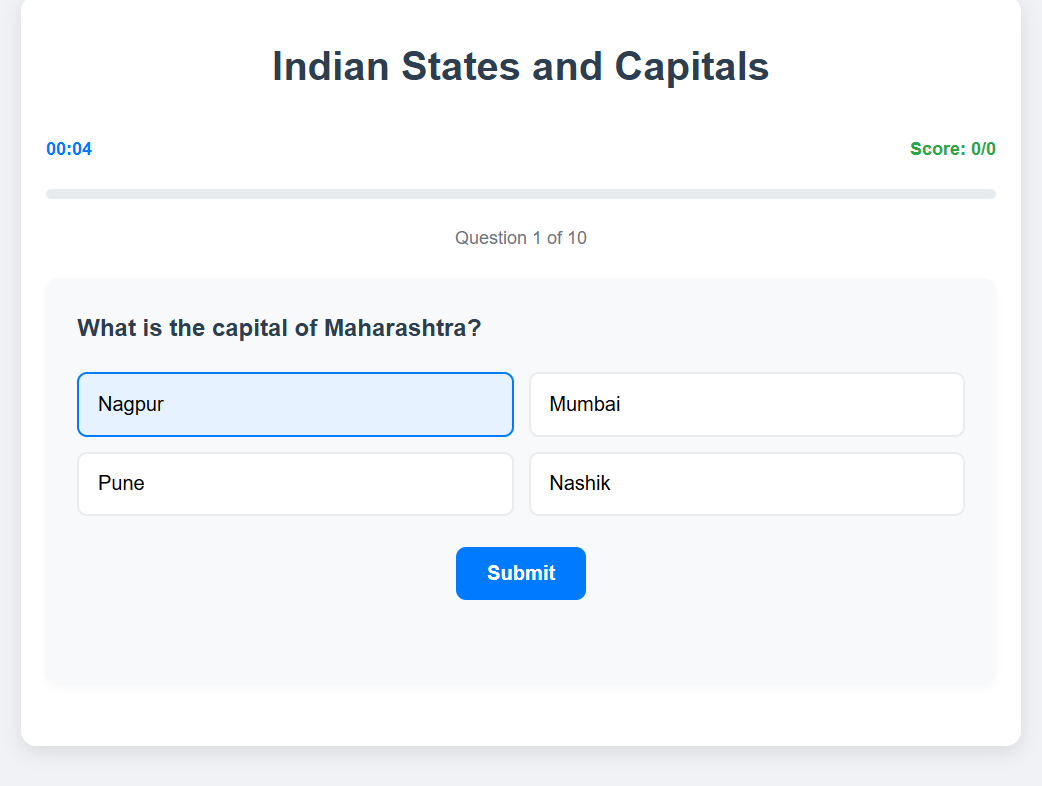 Indian States and Capitals
00:04
Score: 0/0
Question 1 of 10
What is the capital of Maharashtra?
Nagpur
Mumbai
Pune
Nashik
Submit